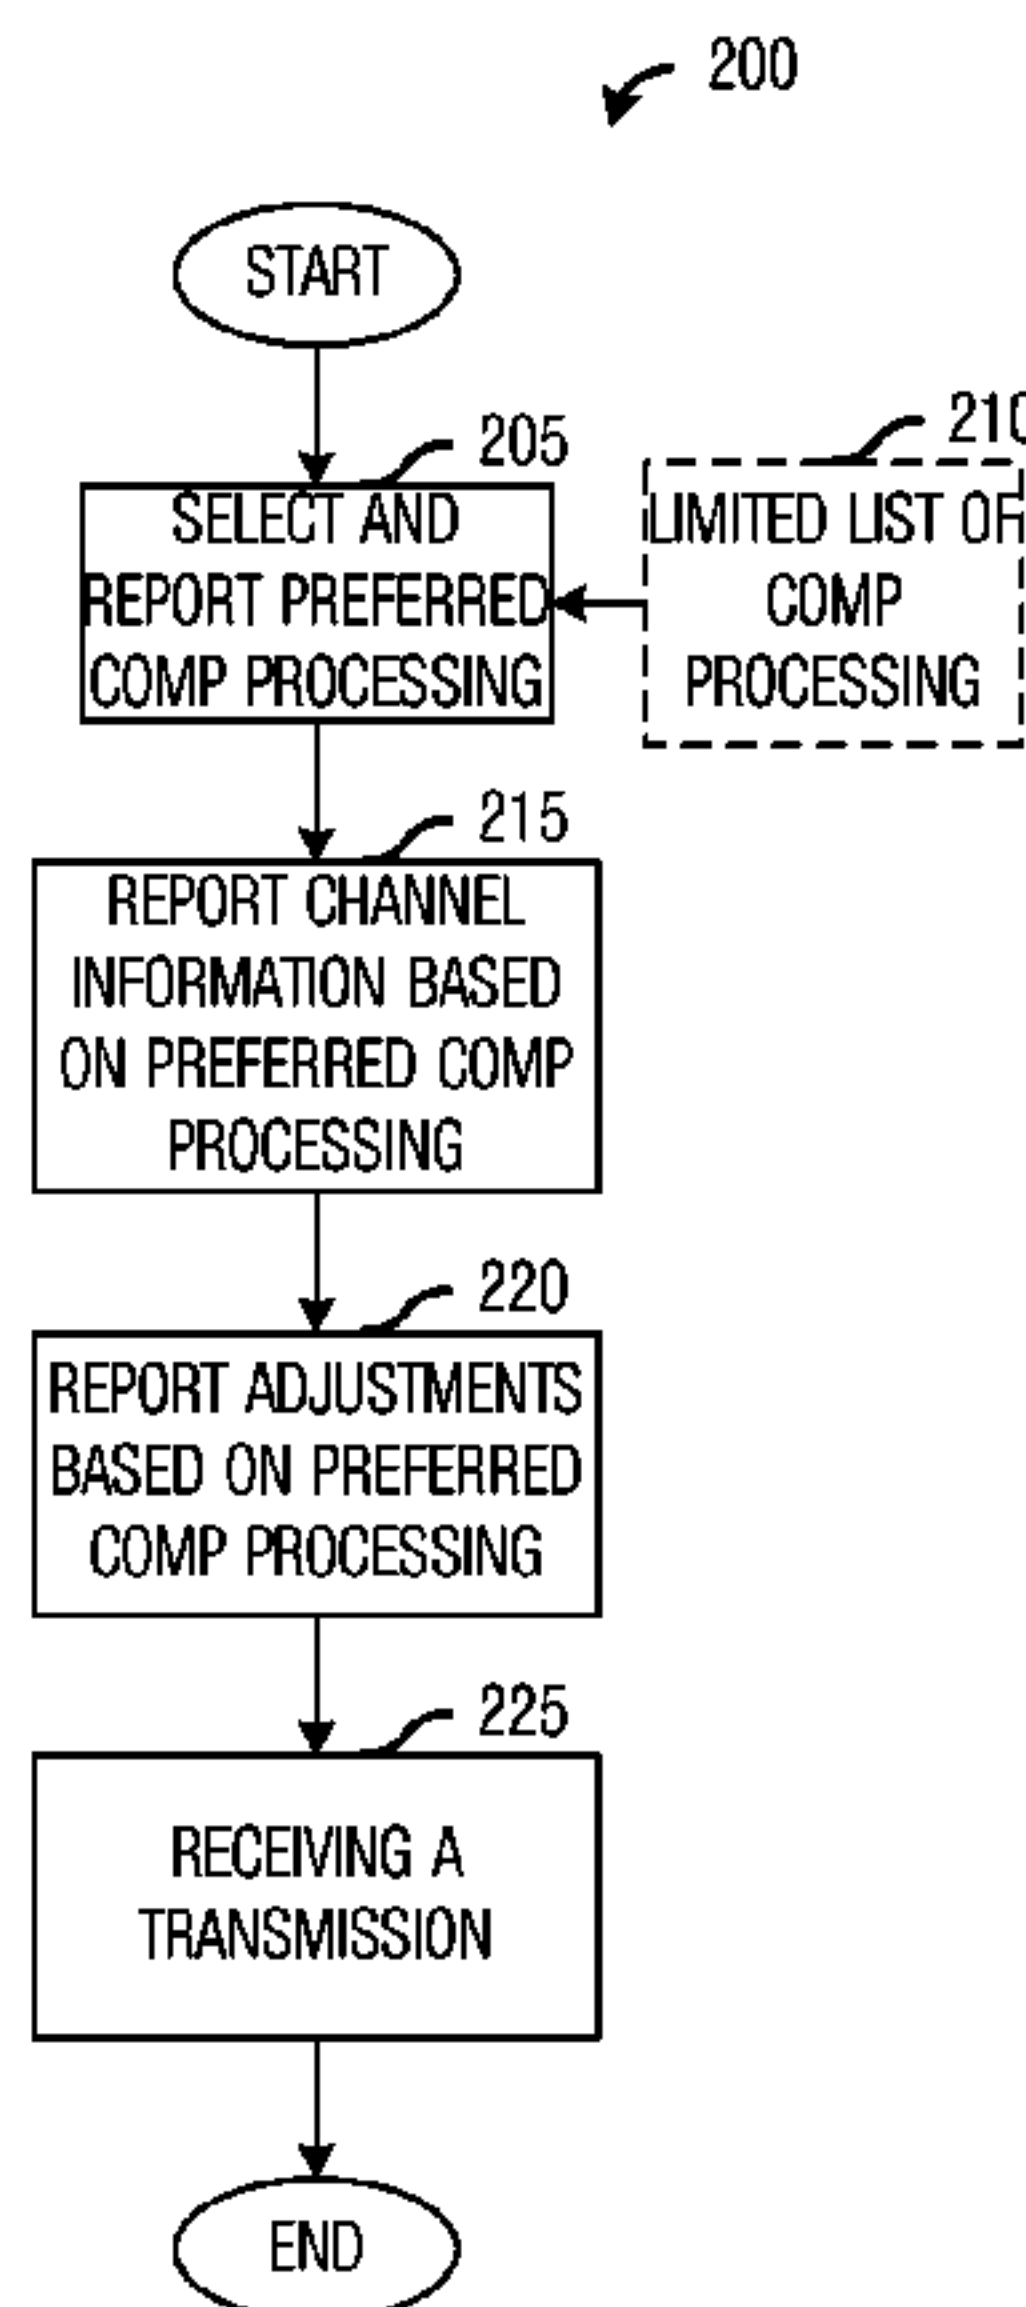 200
START
205
SELECT AND
REPORT PREFERRED
COMP PROCESSING
210
LIMITED LIST OF
COMP
PROCESSING
215
REPORT CHANNEL
INFORMATION BASED
ON PREFERRED COMP
PROCESSING
220
REPORT ADJUSTMENTS
BASED ON PREFERRED
COMP PROCESSING
225
RECEIVING A
TRANSMISSION
END